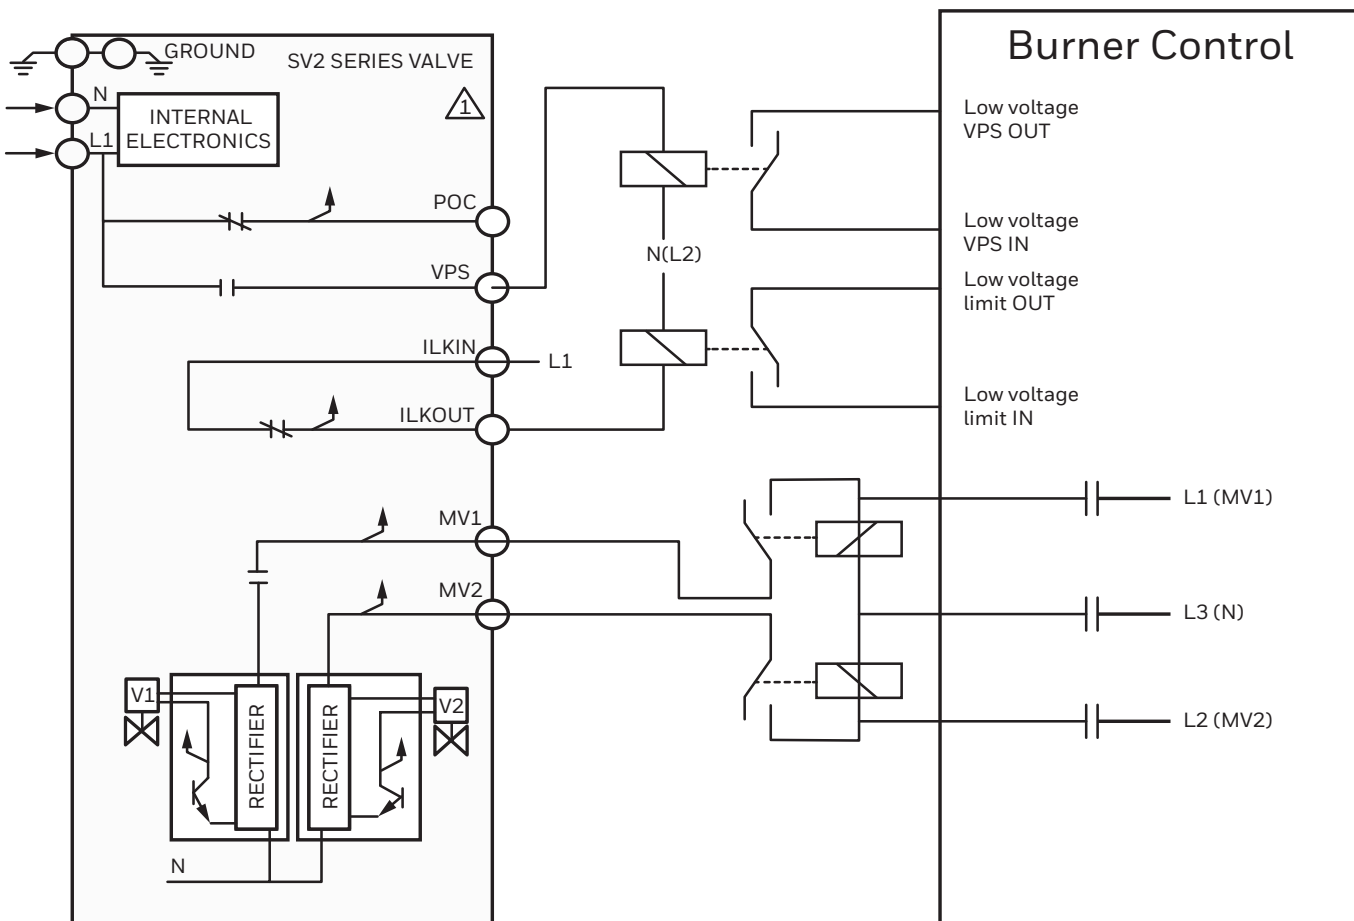 Burner Control
GROUND
SV2 SERIES VALVE
1
N
INTERNAL
ELECTRONICS
L1
Low voltage
VPS OUT
POC
Low voltage
VPS IN
N(L2)
VPS
Low voltage
limit OUT
ILKIN
L1
Low voltage
limit IN
ILKOUT
L1 (MV1)
MV1
MV2
L3 (N)
V1
V2
RECTIFIER
RECTIFIER
L2 (MV2)
N